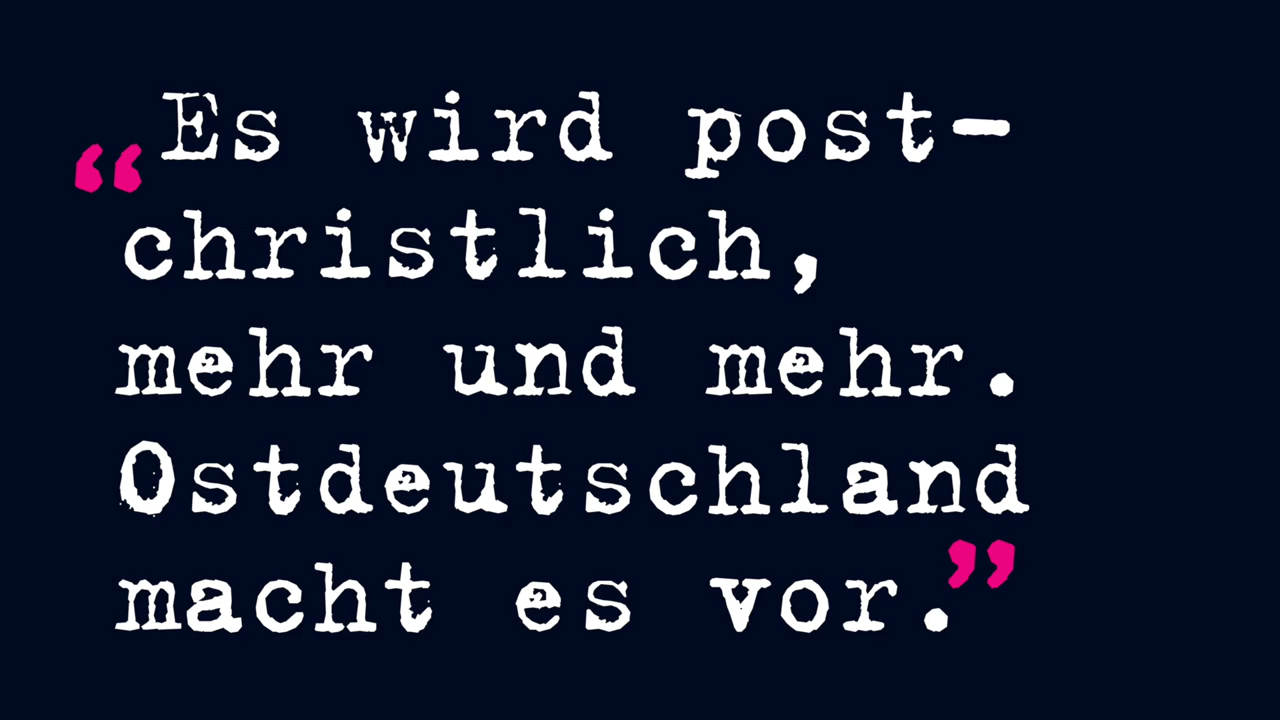 “Es wird post-
christlich,
mehr und mehr.
Ostdeutschland
macht es vor.”